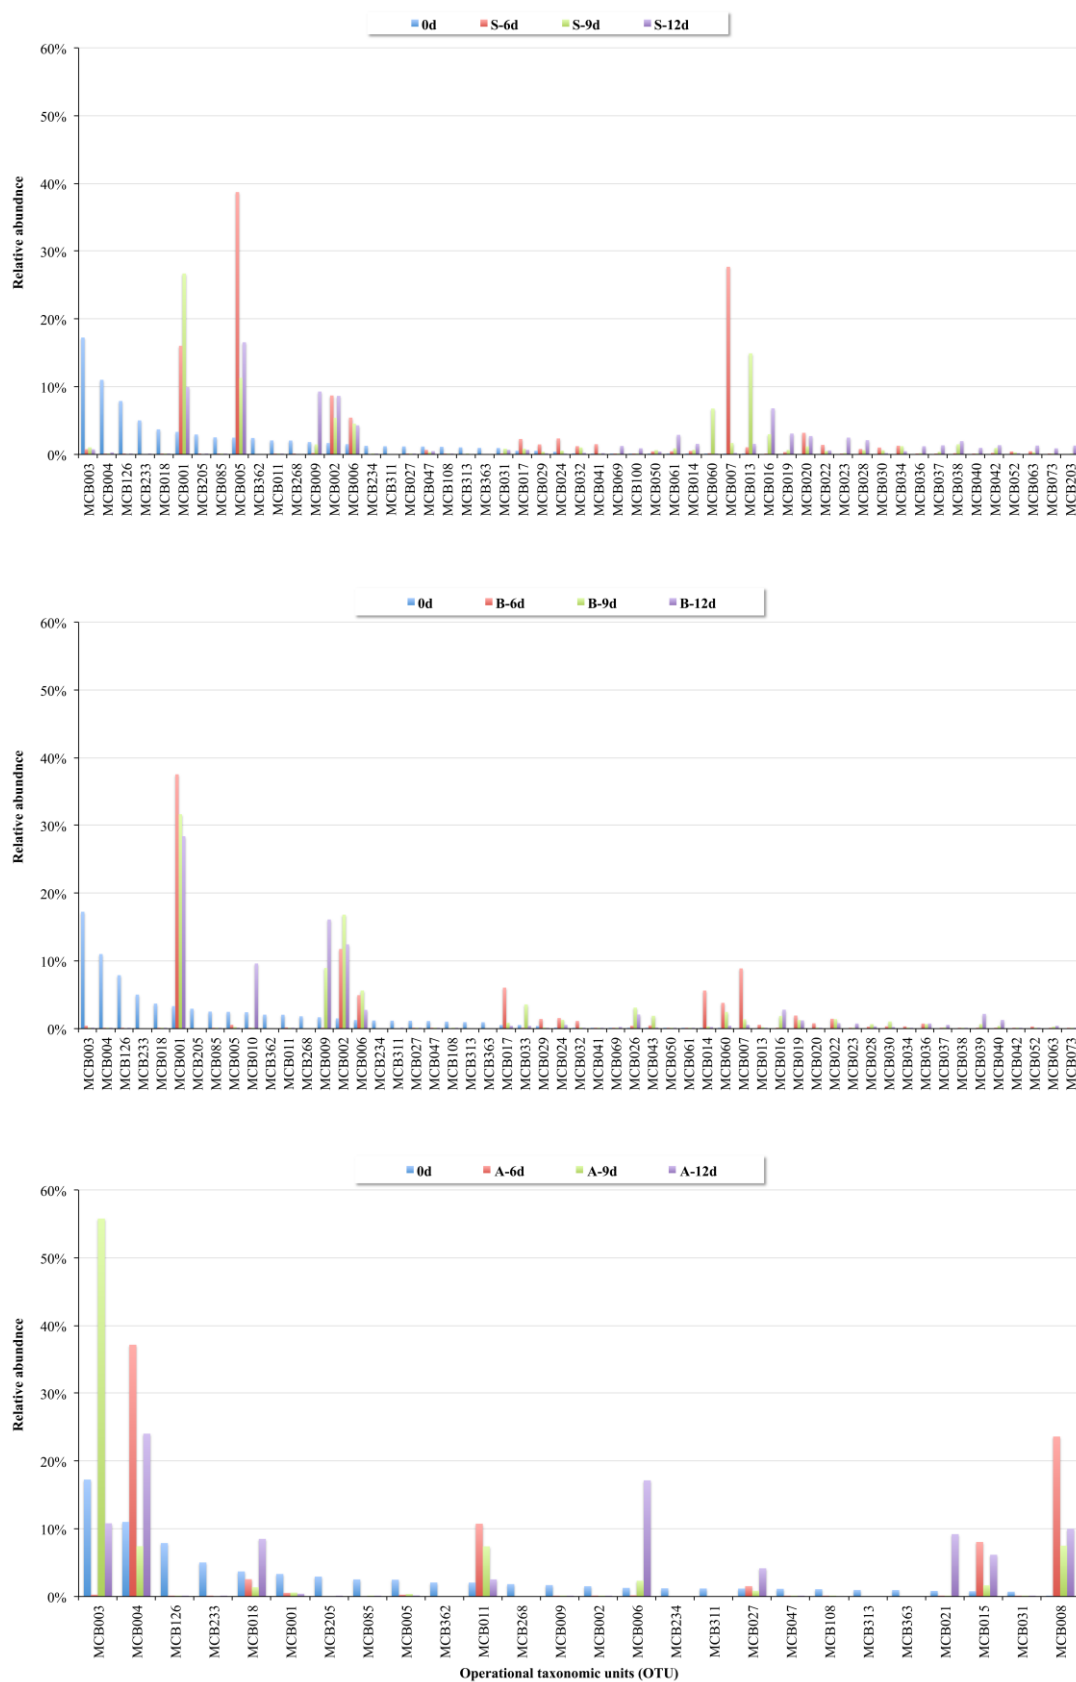 0d S-6d S-9d S-12d
60%
50%
40%
30%
20%
10%
0%
Relative abundnce
MCB003 MCB004 MCB126 MCB233 MCB018 MCB001 MCB205 MCB085 MCB005 MCB362 MCB011 MCB268 MCB009 MCB002 MCB006 MCB234 MCB311 MCB027 MCB047 MCB108 MCB313 MCB363 MCB031 MCB017 MCB029 MCB024 MCB032 MCB041 MCB069 MCB100 MCB050 MCB061 MCB014 MCB060 MCB007 MCB013 MCB016 MCB019 MCB020 MCB022 MCB023 MCB028 MCB030 MCB034 MCB036 MCB037 MCB038 MCB040 MCB042 MCB052 MCB063 MCB073 MCB203
0d B-6d B-9d B-12d
60%
50%
40%
30%
20%
10%
0%
Relative abundnce
MCB003 MCB004 MCB126 MCB233 MCB018 MCB001 MCB205 MCB085 MCB005 MCB010 MCB362 MCB011 MCB268 MCB009 MCB002 MCB006 MCB234 MCB311 MCB027 MCB047 MCB108 MCB313 MCB363 MCB017 MCB033 MCB029 MCB024 MCB032 MCB041 MCB069 MCB026 MCB043 MCB050 MCB061 MCB014 MCB060 MCB007 MCB013 MCB016 MCB019 MCB020 MCB022 MCB023 MCB028 MCB030 MCB034 MCB036 MCB037 MCB038 MCB039 MCB040 MCB042 MCB052 MCB063 MCB073
0d A-6d A-9d A-12d
60%
50%
40%
30%
20%
10%
0%
Relative abundnce
MCB003 MCB004 MCB126 MCB233 MCB018 MCB001 MCB205 MCB085 MCB005 MCB362 MCB011 MCB268 MCB009 MCB002 MCB006 MCB234 MCB311 MCB027 MCB047 MCB108 MCB313 MCB363 MCB021 MCB015 MCB031 MCB008
Operational taxonomic units (OTU)